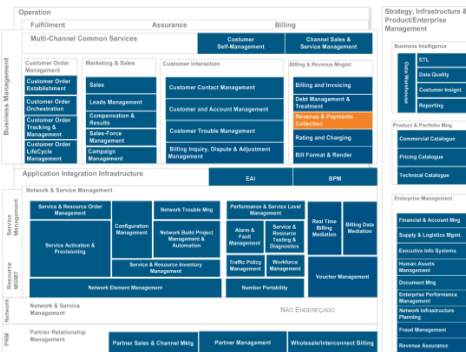 Operation
Fulfillment
Assurance
Billing
Multi-Channel Common Services
Costumer
Self-Management
Channel Sales &
Service Management
Business Management
Customer Order
Management
Customer Order
Establishment
Customer Order
Orchestration
Customer Order
Tracking &
Management
Customer Order
LifeCycle
Management
Marketing & Sales
Sales
Leads Management
Compensation &
Results
Sales-Force
Management
Campaign
Management
Customer Interaction
Customer Contact Management
Customer and Account Management
Customer Trouble Management
Billing Inquiry, Dispute & Adjustment
Management
Billing & Revenue Mngmt
Billing and Invoicing
Debt Management &
Treatment
Revenue & Payments
Collection
Rating and Charging
Bill Format & Render
Application Integration Infrastructure
EAI
BPM
Network & Service Management
Service
Management
Resource
MGMT
Service & Resource Order
Management
Service Activation &
Provisioning
Configuration
Management
Network Trouble Mng
Network Build Project
Management &
Automation
Service & Resource Inventory
Management
Network Element Management
Performance & Service Level
Management
Alarm &
Fault
Management
Service &
Resource
Testing &
Diagnostics
Traffic Policy
Management
Workforce
Management
Number Portability
Real Time
Billing
Mediation
Billing Data
Mediation
Voucher Management
Network
Network & Service
Management
NÃO ENDEREÇADO
PRM
Partner Relationship
Management
Partner Sales & Channel Mktg
Partner Management
Wholesale/Interconnect Billing
Strategy, Infrastructure &
Product/Enterprise
Management
Business Intelligence
Data Warehouse
ETL
Data Quality
Costumer Insight
Reporting
Product & Portfolio Mng
Commercial Catalogue
Pricing Catalogue
Technical Catalogue
Enterprise Management
Financial & Account Mng
Supply & Logistics Mng
Executive Info Systems
Human Assets
Management
Document Mng
Enterprise Performance
Management
Network Infrastructure
Planning
Fraud Management
Revenue Assurance